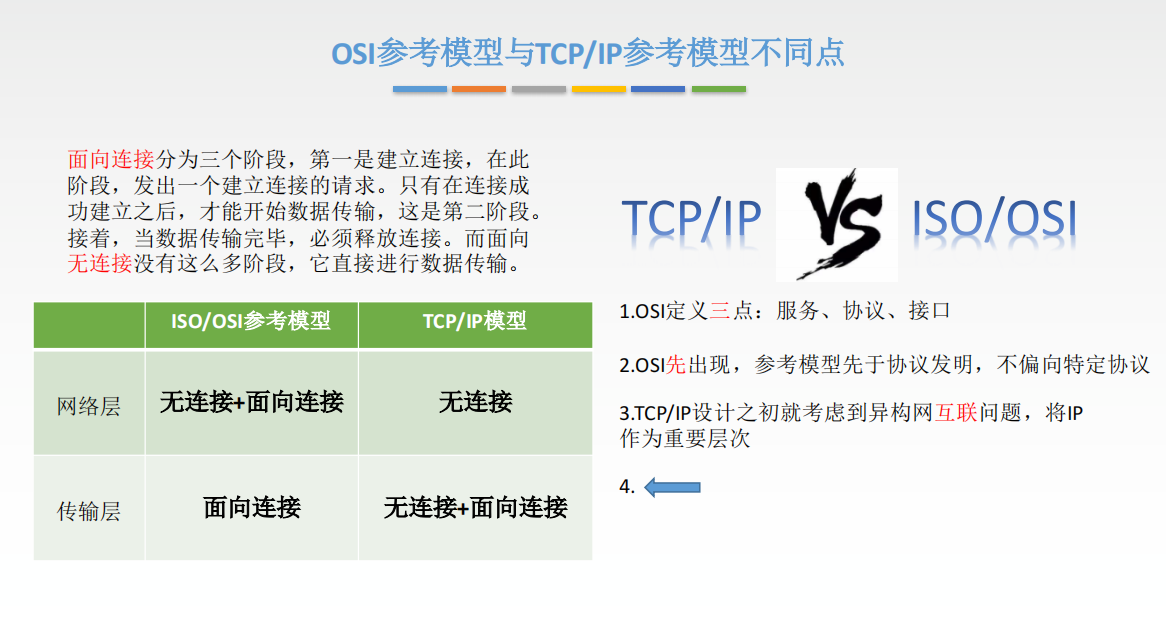 OSI参考模型与TCP/IP参考模型不同点
面向连接分为三个阶段，第一是建立连接，在此
阶段，发出一个建立连接的请求。只有在连接成
功建立之后，才能开始数据传输，这是第二阶段。
接着，当数据传输完毕，必须释放连接。而面向
无连接没有这么多阶段，它直接进行数据传输。
ISO/OSI参考模型 TCP/IP模型
网络层 无连接+面向连接 无连接
传输层 面向连接 无连接+面向连接
TCP/IP VS ISO/OSI
1.OSI定义三点：服务、协议、接口
2.OSI先出现，参考模型先于协议发明，不偏向特定协议
3.TCP/IP设计之初就考虑到异构网互联问题，将IP
作为重要层次
4.